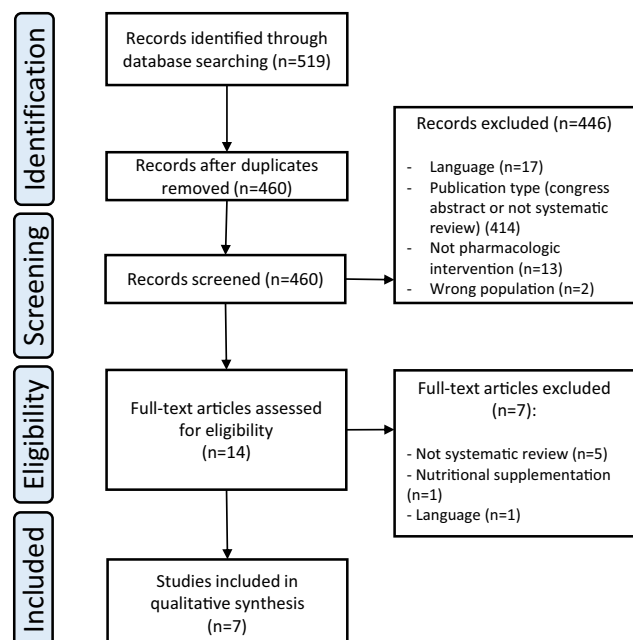 Identification
Records identified through
database searching (n=519)
Records after duplicates
removed (n=460)
Screening
Records screened (n=460)
Records excluded (n=446)
- Language (n=17)
- Publication type (congress
abstract or not systematic
review) (414)
- Not pharmacologic
intervention (n=13)
- Wrong population (n=2)
Eligibility
Full-text articles assessed
for eligibility
(n=14)
Full-text articles excluded
(n=7):
- Not systematic review (n=5)
- Nutritional supplementation
(n=1)
- Language (n=1)
Included
Studies included in
qualitative synthesis
(n=7)